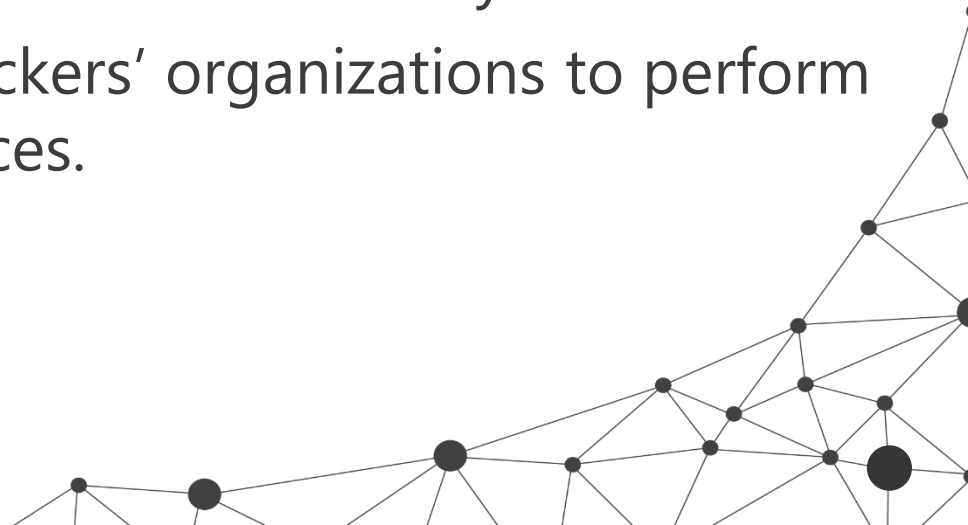 ckers’ organizations to perform
ces.